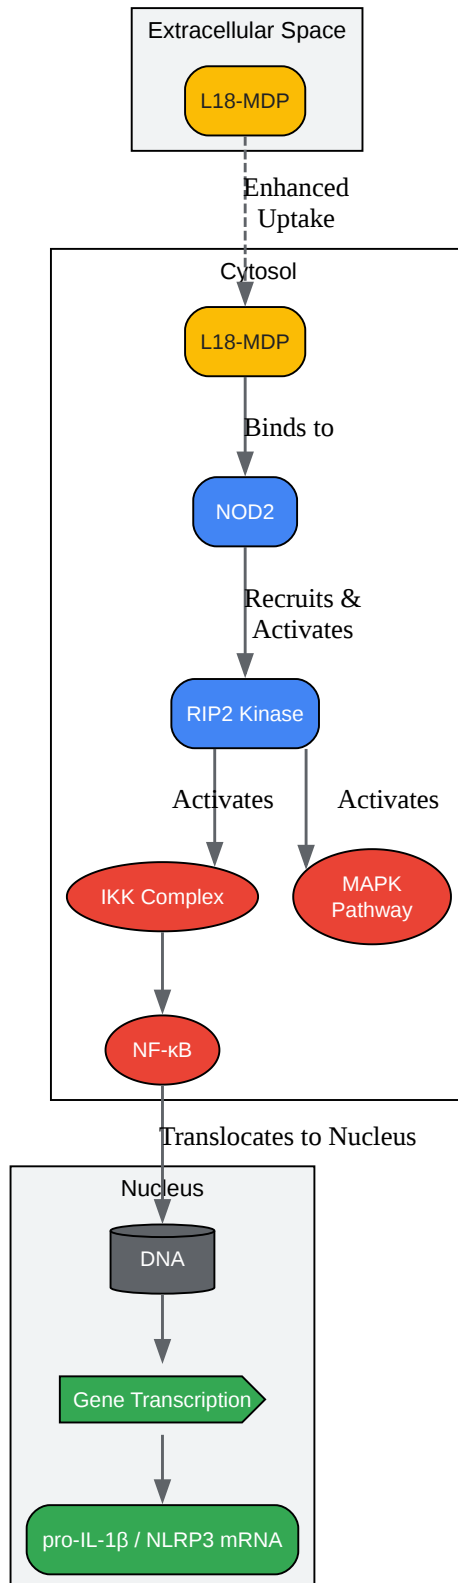 Extracellular Space
L18-MDP
Enhanced
Uptake
Cytosol
L18-MDP
Binds to
NOD2
Recruits &
Activates
RIP2 Kinase
Activates
Activates
IKK Complex
MAPK
Pathway
NF-κB
Translocates to Nucleus
Nucleus
DNA
Gene Transcription
pro-IL-1β / NLRP3 mRNA